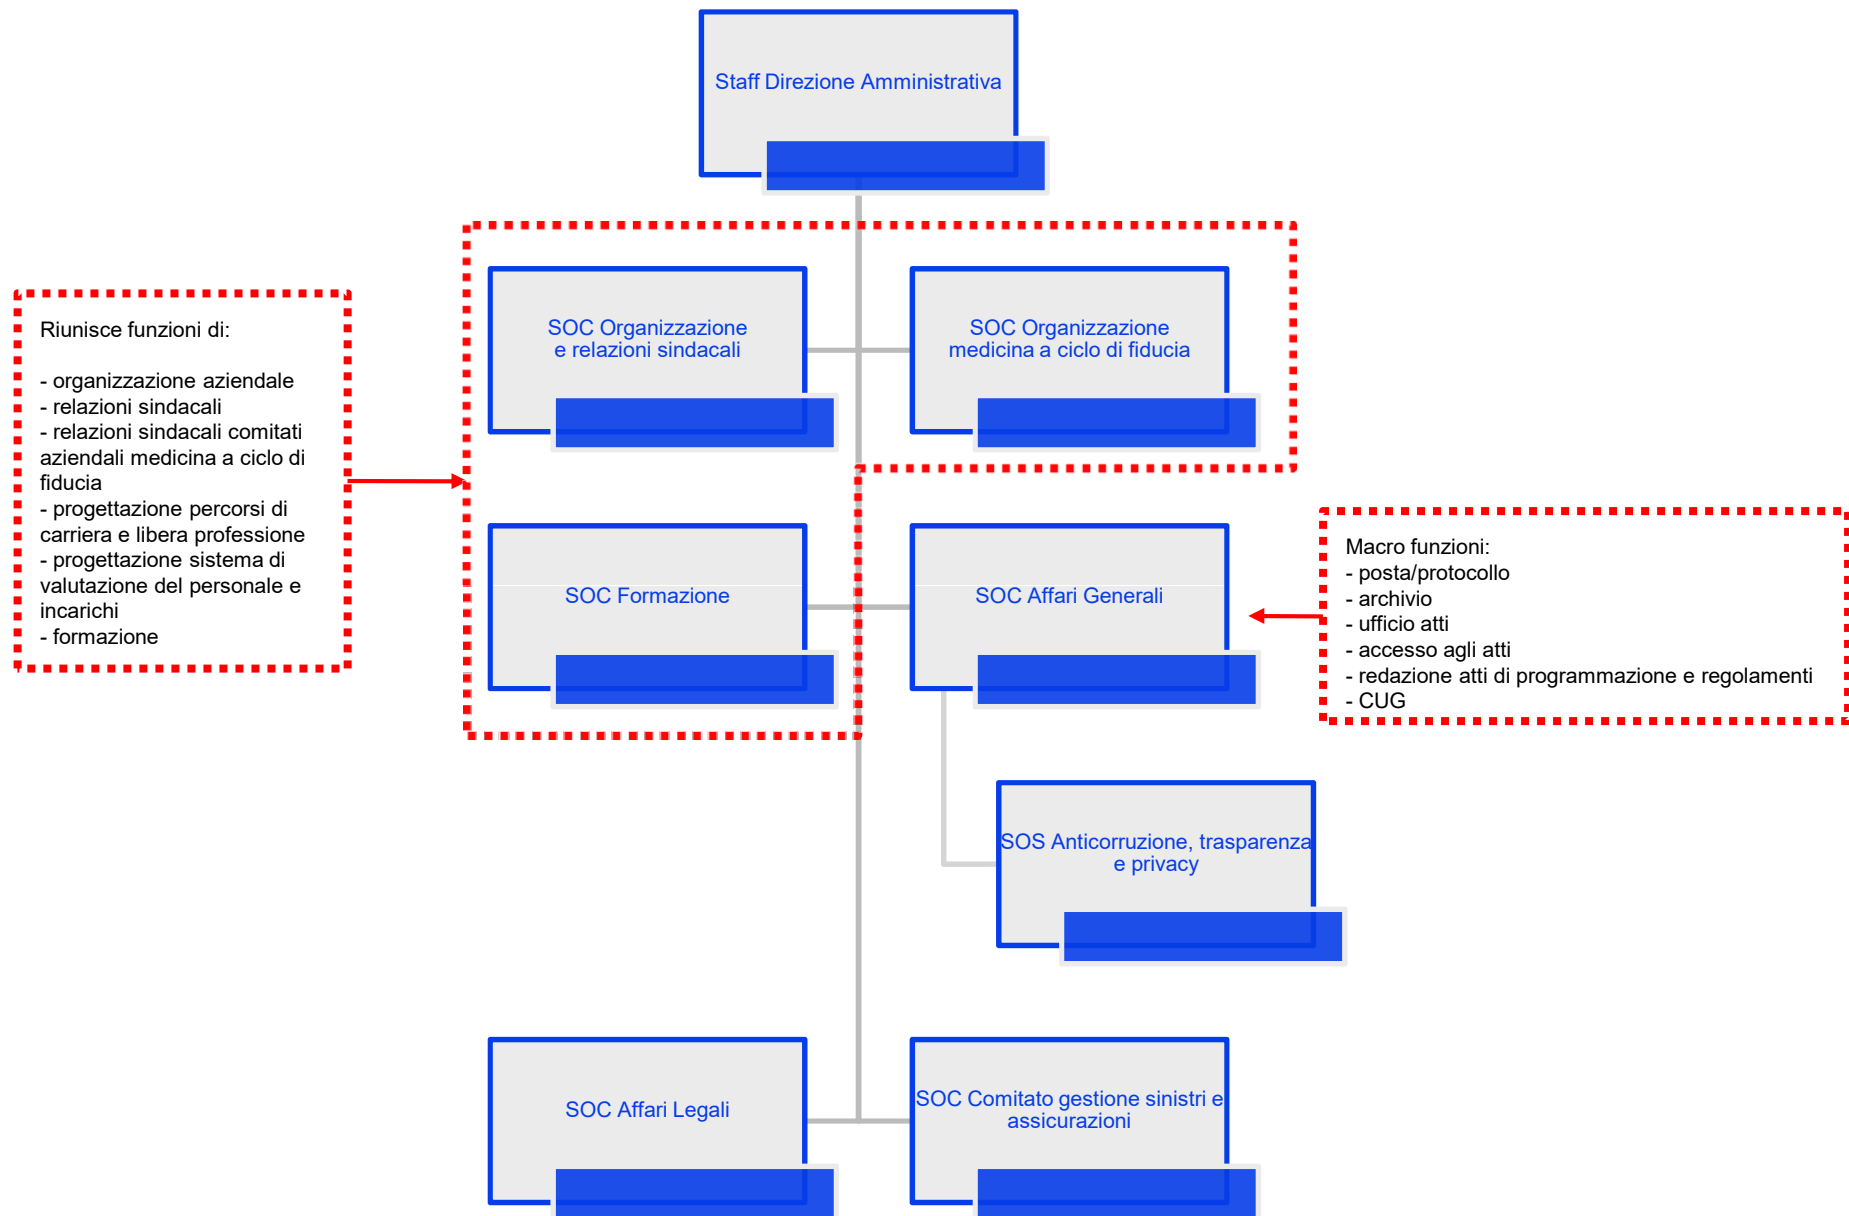 Staff Direzione Amministrativa
SOC Organizzazione
e relazioni sindacali
SOC Organizzazione
medicina a ciclo di fiducia
Riunisce funzioni di:
- organizzazione aziendale
- relazioni sindacali
- relazioni sindacali comitati
aziendali medicina a ciclo di
fiducia
- progettazione percorsi di
carriera e libera professione
- progettazione sistema di
valutazione del personale e
incarichi
- formazione
SOC Formazione
SOC Affari Generali
Macro funzioni:
- posta/protocollo
- archivio
- ufficio atti
- accesso agli atti
- redazione atti di programmazione e regolamenti
- CUG
SOS Anticorruzione, trasparenza
e privacy
SOC Affari Legali
SOC Comitato gestione sinistri e
assicurazioni